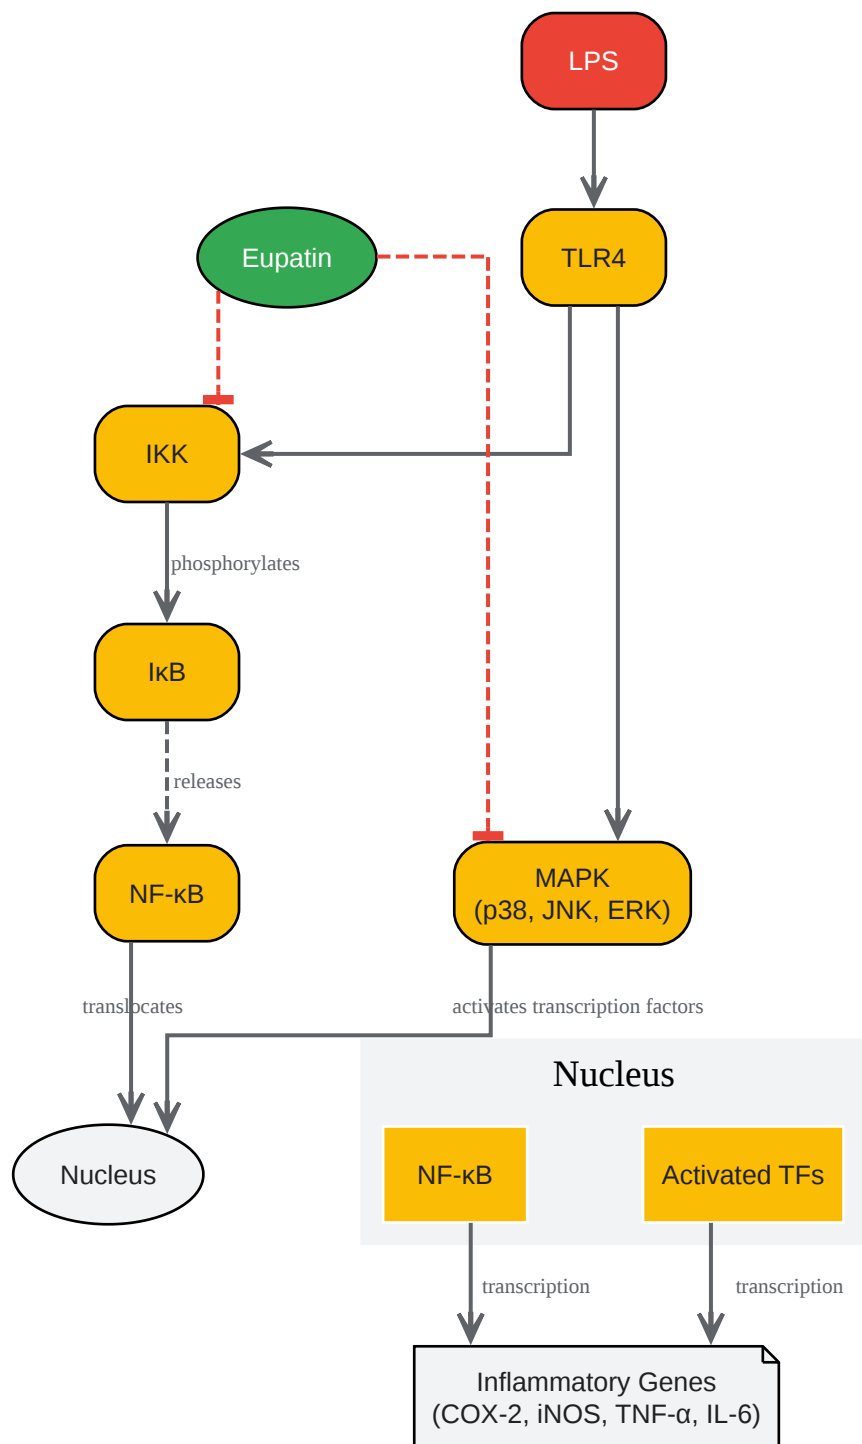 LPS
Eupatin
TLR4
IKK
phosphorylates
IκB
releases
NF-κB
MAPK
(p38, JNK, ERK)
translocates
activates transcription factors
Nucleus
Nucleus
NF-κB
Activated TFs
transcription
transcription
Inflammatory Genes
(COX-2, iNOS, TNF-α, IL-6)